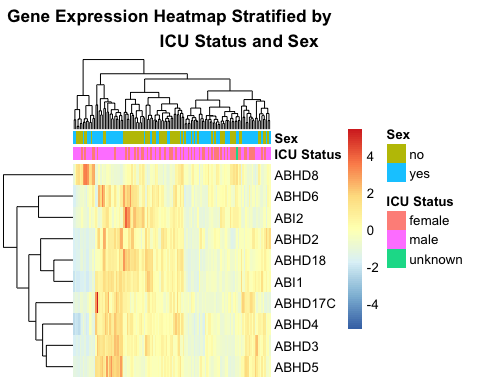 Gene Expression Heatmap Stratified by
ICU Status and Sex
Sex
ICU Status
ABHD8
ABHD6
ABI2
ABHD2
ABHD18
ABI1
ABHD17C
ABHD4
ABHD3
ABHD5
4
2
0
-2
-4
Sex
no
yes
ICU Status
female
male
unknown